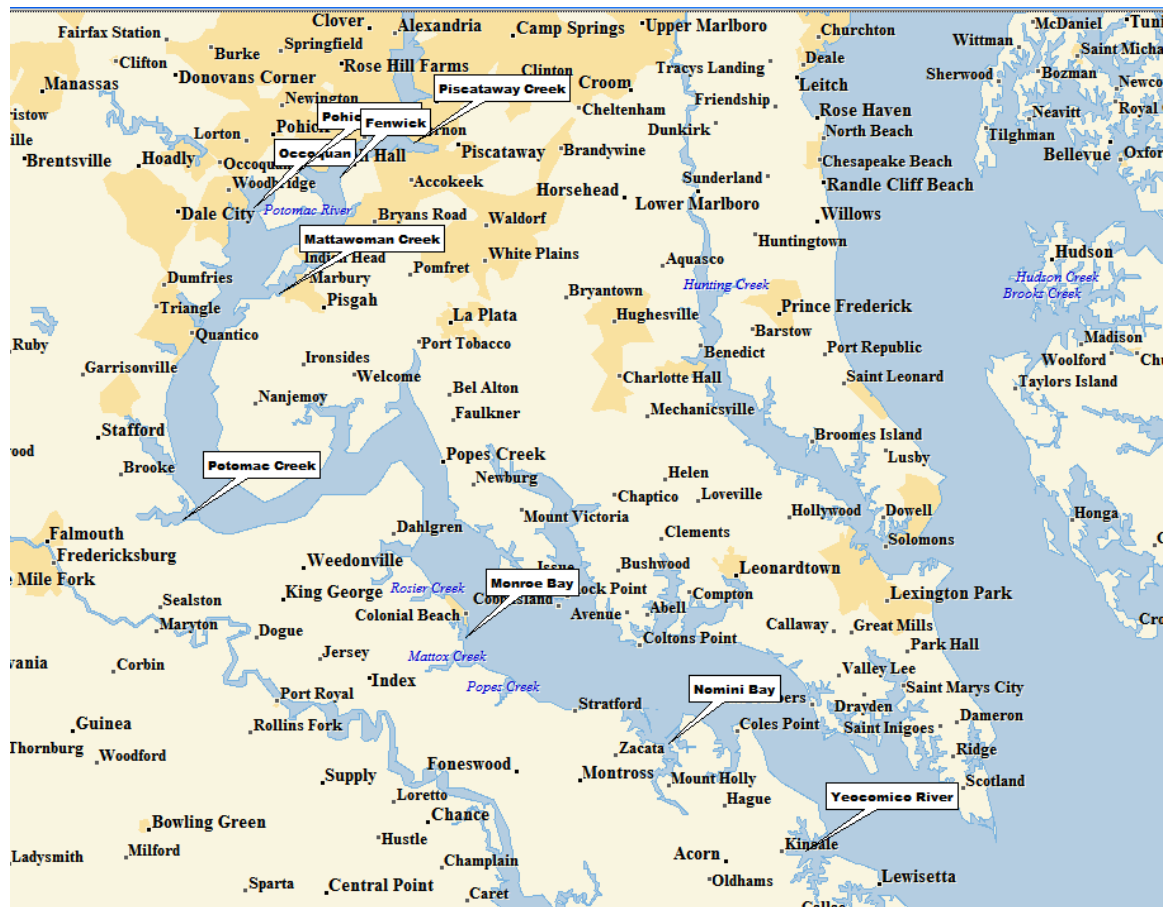 Clover
Alexandria
Fairfax Station
Springfield
Camp Springs
Upper Marlboro
Churchton
McDaniel
Burke
Wittman
Clifton
Donovans Corner
Rose Hill Farms
Clinton
Tracys Landing
Deale
Sherwood
Bozman
Manassas
Piscataway Creek
Croom
Leitch
Newington
Cheltenham
Friendship
Rose Haven
Neavitt
Fenwick
Lorton
Pohick
Dunkirk
North Beach
Tilghman
Brentsville
Hoadly
Occoquan
Hall
Piscataway
Brandywine
Chesapeake Beach
Bellevue
Woodbridge
Accokeek
Horsehead
Sunderland
Randle Cliff Beach
Dale City
Potomac River
Bryans Road
Waldorf
Lower Marlboro
Willows
Mattawoman Creek
Huntingtown
Indian Head
White Plains
Aquasco
Hudson
Dumfries
Marbury
Pomfret
Hunting Creek
Hudson Creek
Brooks Creek
Triangle
Pisgah
Bryantown
Prince Frederick
La Plata
Hughesville
Quantico
Barstow
Ruby
Port Tobacco
Madison
Ironsides
Benedict
Port Republic
Woolford
Garrisonville
Welcome
Charlotte Hall
Saint Leonard
Taylors Island
Nanjemoy
Bel Alton
Faulkner
Mechanicsville
Stafford
Broomes Island
Brooke
Potomac Creek
Popes Creek
Lusby
Newburg
Helen
Chaptico
Loveville
Mount Victoria
Hollywood
Dowell
Honga
Falmouth
Dahlgren
Clements
Solomons
Fredericksburg
Weedonville
Bushwood
Leonardtown
Mile Fork
Rosier Creek
Monroe Bay
King George
Compton
Lexington Park
Sealston
Colonial Beach
Avenue
Abell
Maryton
Dogue
Coltons Point
Callaway
Great Mills
Park Hall
Corbin
Jersey
Mattox Creek
Valley Lee
Index
Popes Creek
Nomini Bay
Saint Marys City
Port Royal
Stratford
Drayden
Guinea
Rollins Fork
Coles Point
Saint Inigoes
Dameron
Thornburg
Woodford
Zacata
Ridge
Supply
Foneswood
Montross
Mount Holly
Scotland
Loretto
Hague
Yeocomico River
Bowling Green
Chance
Hustle
Kinsale
Ladysmith
Milford
Champlain
Acorn
Sparta
Central Point
Caret
Oldhams
Lewisetta